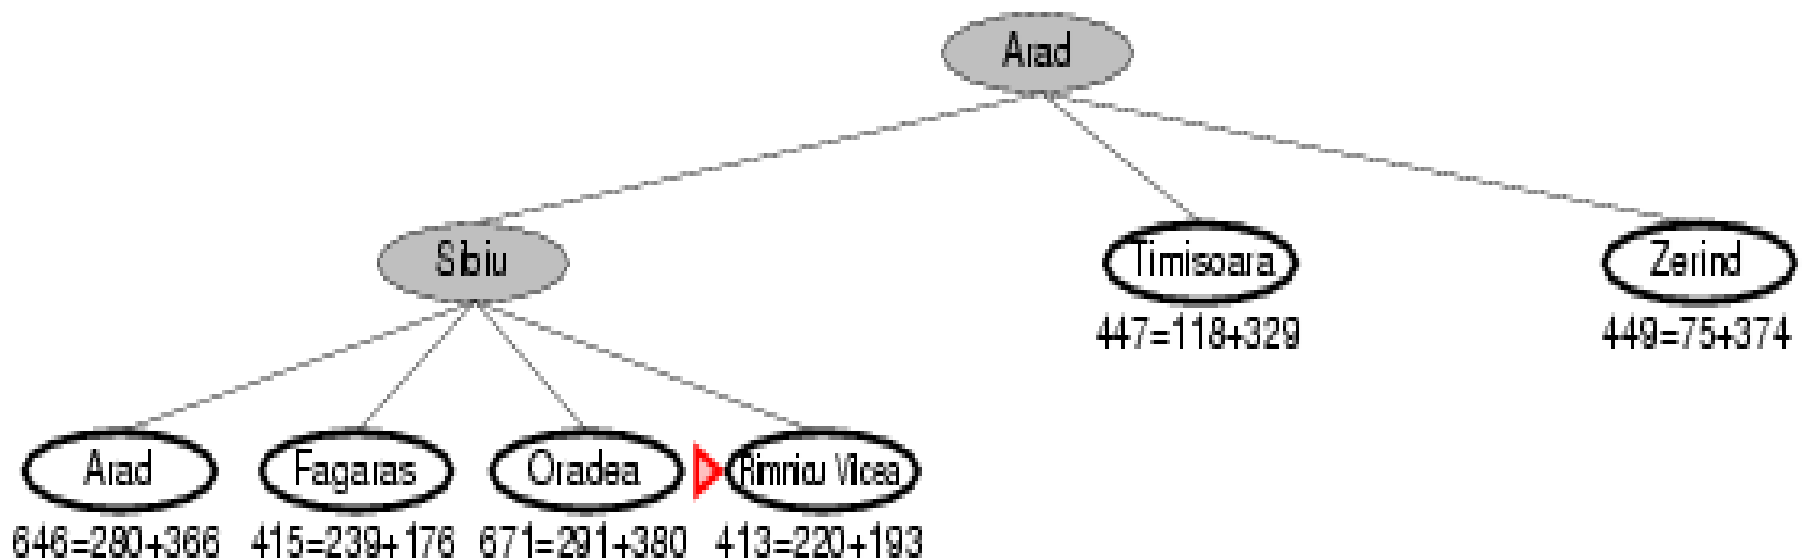 Arad
Sibiu
Timisoara
Zerind
447=118+329
449=75+374
Arad
Fagaras
Oradea
Rimnicu Vilcea
646=280+366
415=239+176
671=291+380
413=220+193